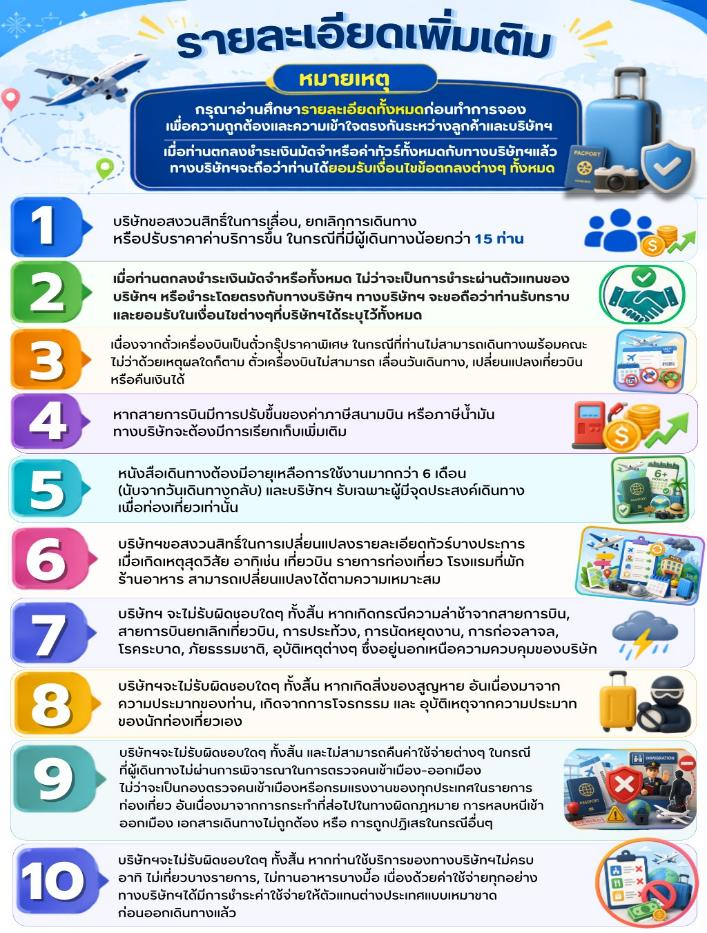 รายละเอียดเพิ่มเติม
หมายเหตุ
กรุณาอ่านศึกษารายละเอียดทั้งหมดก่อนทำการจอง
เพื่อความถูกต้องและความเข้าใจตรงกันระหว่างลูกค้าและบริษัทฯ
เมื่อท่านตกลงชำระเงินมัดจำหรือค่าทัวร์ทั้งหมดกับทางบริษัทฯแล้ว
ทางบริษัทฯจะถือว่าท่านได้ยอมรับเงื่อนไขข้อตกลงต่างๆ ทั้งหมด
PACPORT
1
บริษัทขอสงวนสิทธิ์ในการเลื่อน, ยกเลิกการเดินทาง
หรือปรับราคาค่าบริการขึ้น ในกรณีที่มีผู้เดินทางน้อยกว่า 15 ท่าน
2
เมื่อท่านตกลงชำระเงินมัดจำหรือทั้งหมด ไม่ว่าจะเป็นการชำระผ่านตัวแทนของ
บริษัทฯ หรือชำระโดยตรงกับทางบริษัทฯ ทางบริษัทฯ จะขอถือว่าท่านรับทราบ
และยอมรับในเงื่อนไขต่างๆที่บริษัทฯได้ระบุไว้ทั้งหมด
3
เนื่องจากตั๋วเครื่องบินเป็นตั๋วกรุ๊ปราคาพิเศษ ในกรณีที่ท่านไม่สามารถเดินทางพร้อมคณะ
ไม่ว่าด้วยเหตุผลใดก็ตาม ตั๋วเครื่องบินไม่สามารถ เลื่อนวันเดินทาง, เปลี่ยนแปลงเที่ยวบิน
หรือคืนเงินได้
4
หากสายการบินมีการปรับขึ้นของค่าภาษีสนามบิน หรือภาษีน้ำมัน
ทางบริษัทจะต้องมีการเรียกเก็บเพิ่มเติม
5
หนังสือเดินทางต้องมีอายุเหลือการใช้งานมากกว่า 6 เดือน
(นับจากวันเดินทางกลับ) และบริษัทฯ รับเฉพาะผู้มีจุดประสงค์เดินทาง
เพื่อท่องเที่ยวเท่านั้น
6+
6
บริษัทฯขอสงวนสิทธิ์ในการเปลี่ยนแปลงรายละเอียดทัวร์บางประการ
เมื่อเกิดเหตุสุดวิสัย อาทิเช่น เที่ยวบิน รายการท่องเที่ยว โรงแรมที่พัก
ร้านอาหาร สามารถเปลี่ยนแปลงได้ตามความเหมาะสม
7
บริษัทฯ จะไม่รับผิดชอบใดๆ ทั้งสิ้น หากเกิดกรณีความล่าช้าจากสายการบิน,
สายการบินยกเลิกเที่ยวบิน, การประท้วง, การนัดหยุดงาน, การก่อจลาจล,
โรคระบาด, ภัยธรรมชาติ, อุบัติเหตุต่างๆ ซึ่งอยู่นอกเหนือความควบคุมของบริษัท
8
บริษัทฯจะไม่รับผิดชอบใดๆ ทั้งสิ้น หากเกิดสิ่งของสูญหาย อันเนื่องมาจาก
ความประมาทของท่าน, เกิดจากการโจรกรรม และ อุบัติเหตุจากความประมาท
ของนักท่องเที่ยวเอง
9
บริษัทฯจะไม่รับผิดชอบใดๆ ทั้งสิ้น และไม่สามารถคืนค่าใช้จ่ายต่างๆ ในกรณี
ที่ผู้เดินทางไม่ผ่านการพิจารณาในการตรวจคนเข้าเมือง-ออกเมือง
ไม่ว่าจะเป็นกองตรวจคนเข้าเมืองหรือกรมแรงงานของทุกประเทศในรายการ
ท่องเที่ยว อันเนื่องมาจากการกระทำที่ส่อไปในทางผิดกฎหมาย การหลบหนีเข้า
ออกเมือง เอกสารเดินทางไม่ถูกต้อง หรือ การถูกปฏิเสธในกรณีอื่นๆ
IMMIGRATION
10
บริษัทฯจะไม่รับผิดชอบใดๆ ทั้งสิ้น หากท่านใช้บริการของทางบริษัทฯไม่ครบ
อาทิ ไม่เที่ยวบางรายการ, ไม่ทานอาหารบางมื้อ เนื่องด้วยค่าใช้จ่ายทุกอย่าง
ทางบริษัทฯได้มีการชำระค่าใช้จ่ายให้ตัวแทนต่างประเทศแบบเหมาขาด
ก่อนออกเดินทางแล้ว